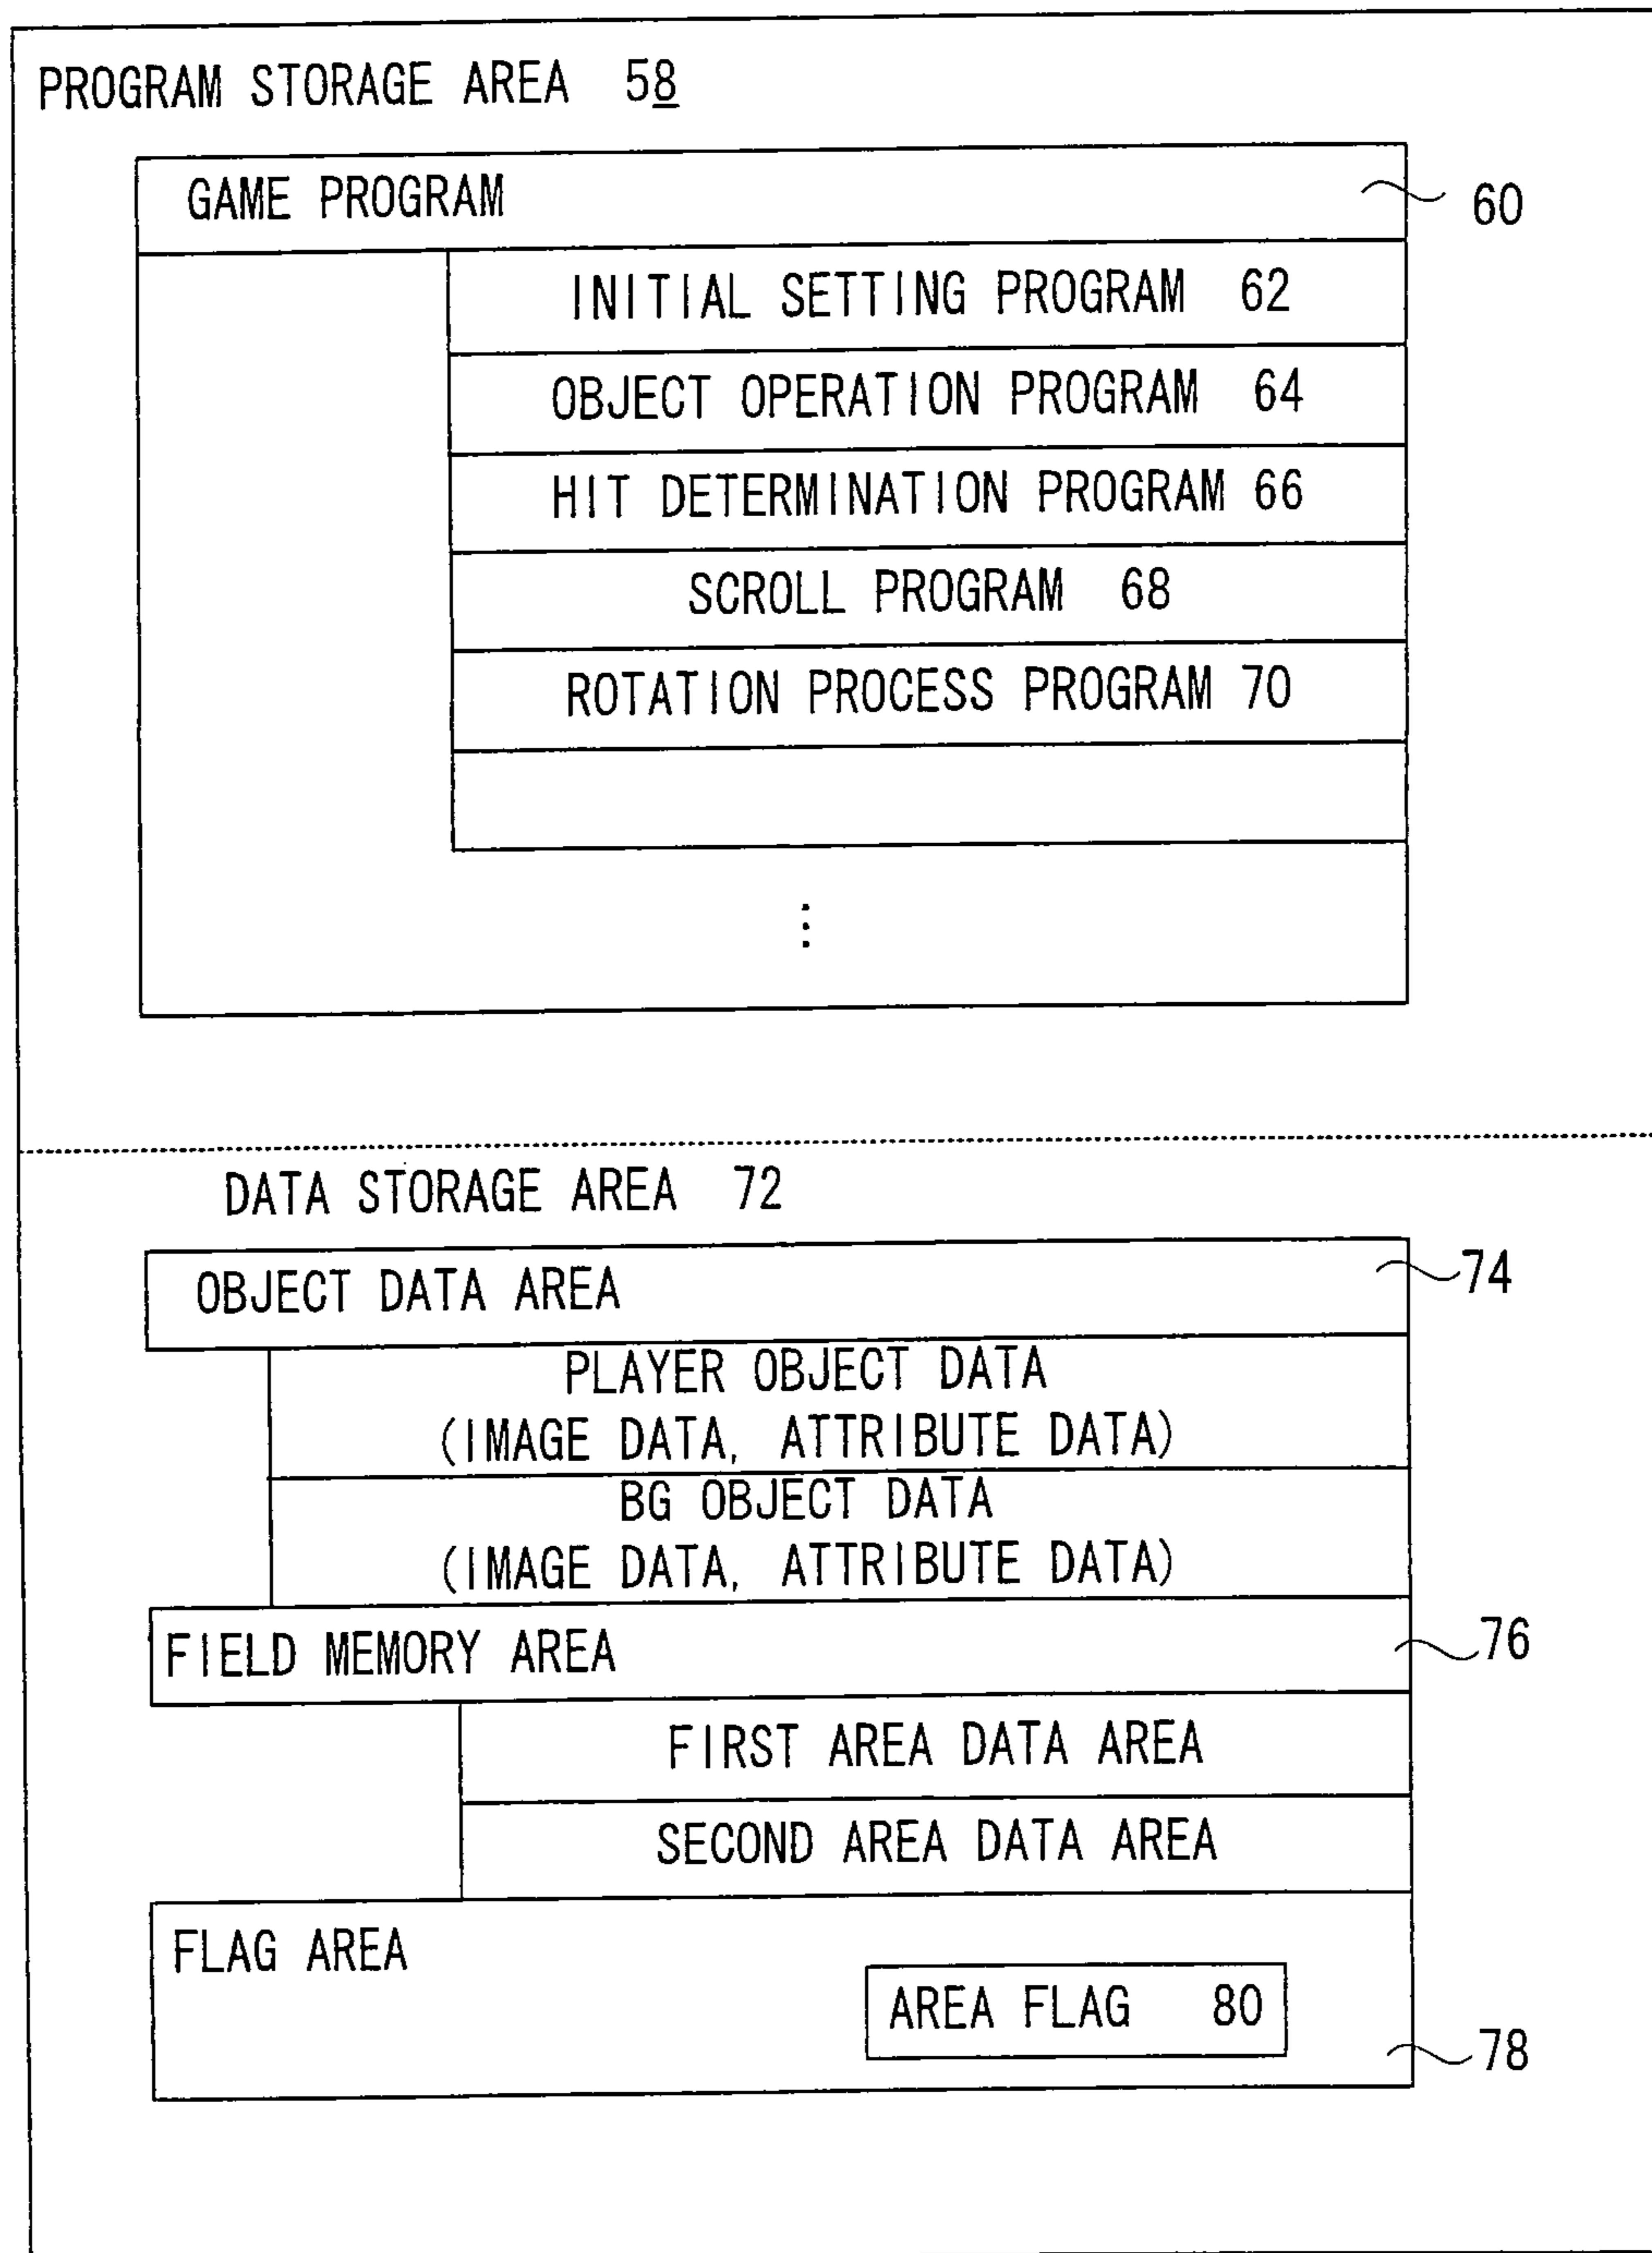 PROGRAM STORAGE AREA 58
GAME PROGRAM
60
INITIAL SETTING PROGRAM 62
OBJECT OPERATION PROGRAM 64
HIT DETERMINATION PROGRAM 66
SCROLL PROGRAM 68
ROTATION PROCESS PROGRAM 70
⋮
DATA STORAGE AREA 72
OBJECT DATA AREA
74
PLAYER OBJECT DATA
(IMAGE DATA, ATTRIBUTE DATA)
BG OBJECT DATA
(IMAGE DATA, ATTRIBUTE DATA)
FIELD MEMORY AREA
76
FIRST AREA DATA AREA
SECOND AREA DATA AREA
FLAG AREA
AREA FLAG 80
78